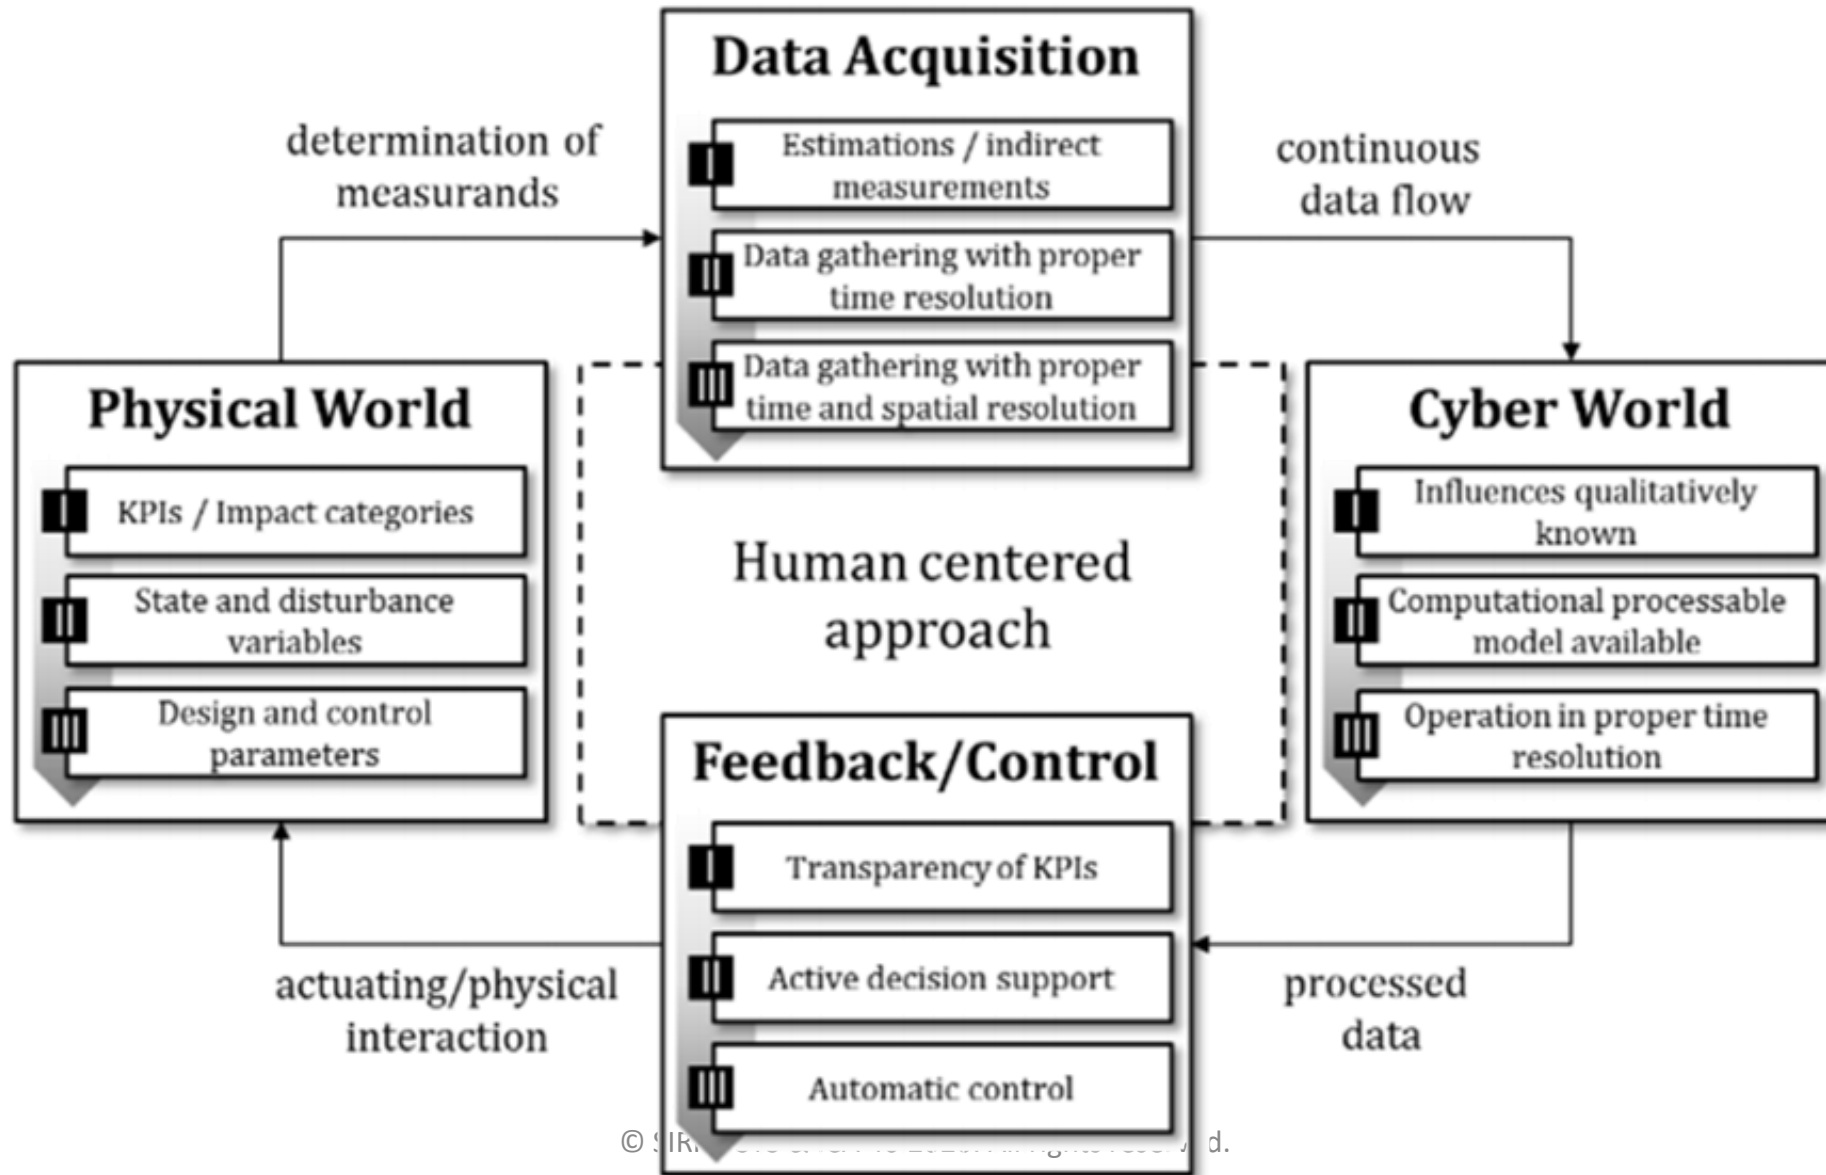 Data Acquisition
I
Estimations / indirect
measurements
II
Data gathering with proper
time resolution
III
Data gathering with proper
time and spatial resolution
determination of
measurands
continuous
data flow
Physical World
I
KPIs / Impact categories
II
State and disturbance
variables
III
Design and control
parameters
Human centered
approach
Cyber World
I
Influences qualitatively
known
II
Computational processable
model available
III
Operation in proper time
resolution
Feedback/Control
I
Transparency of KPIs
II
Active decision support
III
Automatic control
actuating/physical
interaction
processed
data
©